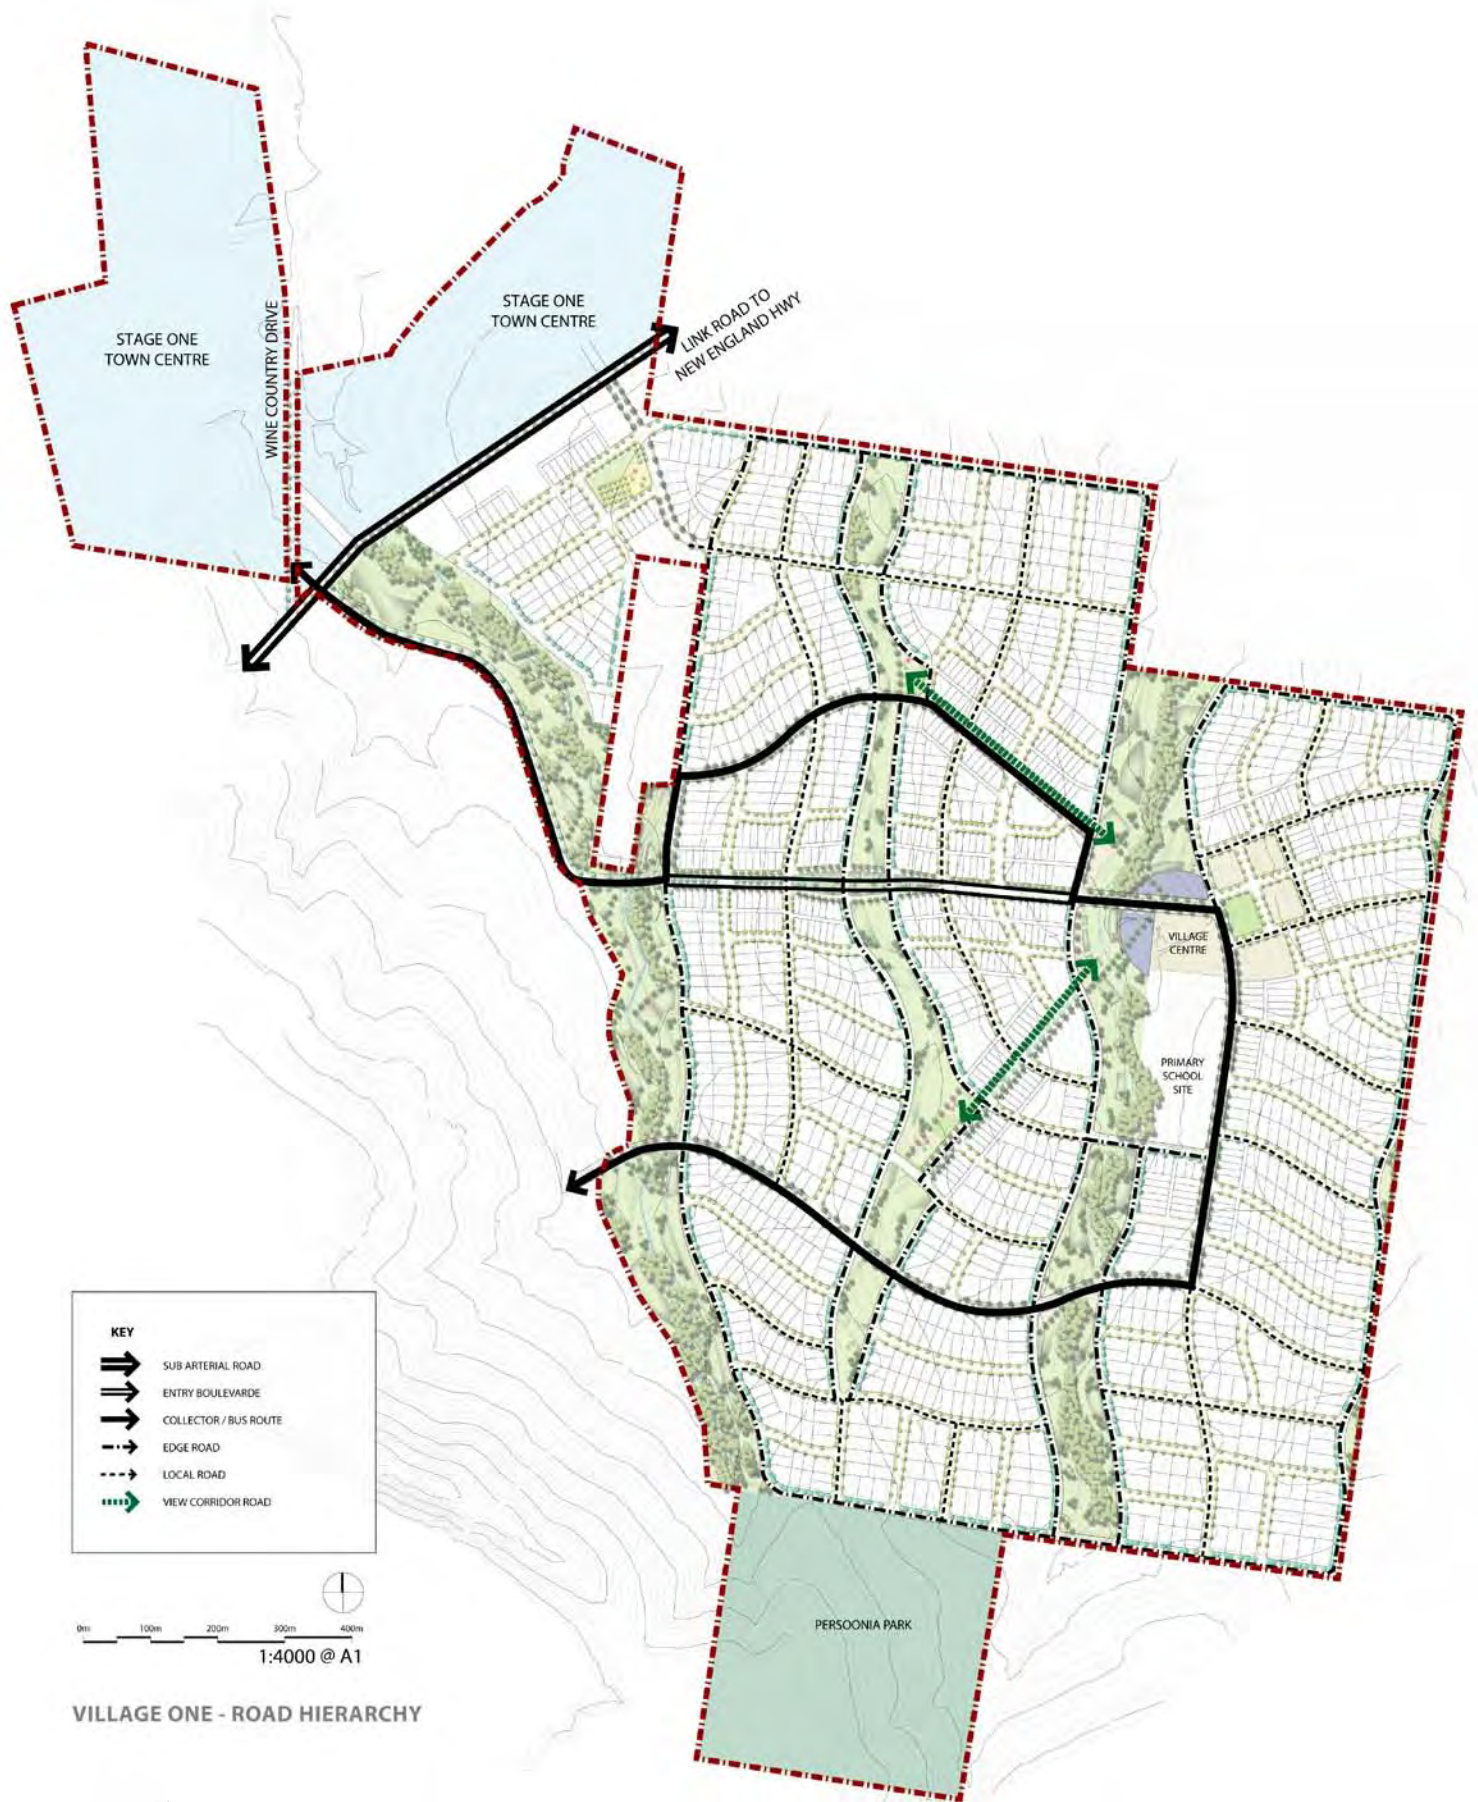 STAGE ONE
TOWN CENTRE
WINE COUNTRY DRIVE
STAGE ONE
TOWN CENTRE
LINK ROAD TO
NEW ENGLAND HWY
VILLAGE
CENTRE
PRIMARY
SCHOOL
SITE
KEY
SUB ARTERIAL ROAD
ENTRY BOULEVARDE
COLLECTOR / BUS ROUTE
EDGE ROAD
LOCAL ROAD
VIEW CORRIDOR ROAD
0m 100m 200m 300m 400m
1:4000 @ A1
PERSOONIA PARK
VILLAGE ONE - ROAD HIERARCHY